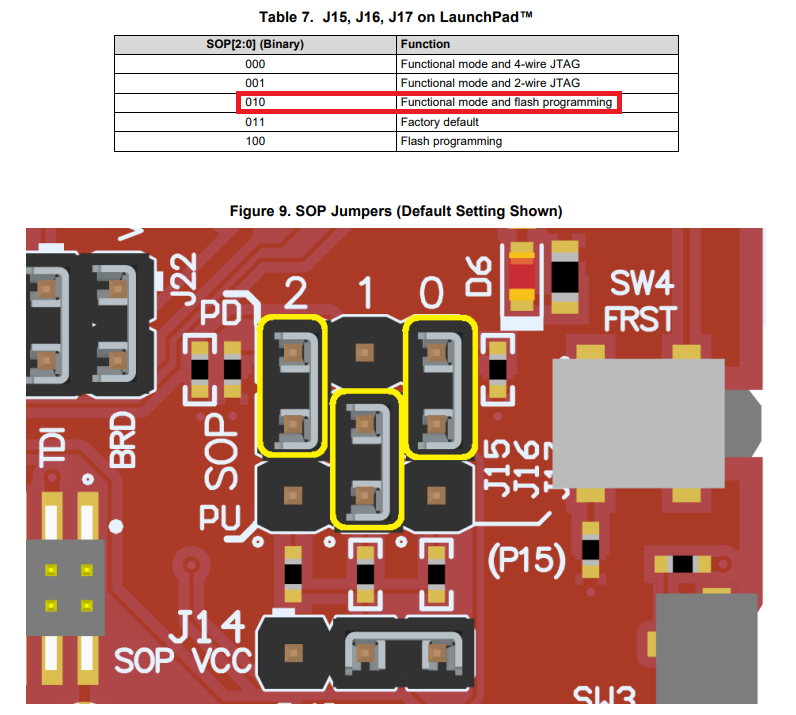 Table 7. J15, J16, J17 on LaunchPad™
SOP[2:0] (Binary) Function
000 Functional mode and 4-wire JTAG
001 Functional mode and 2-wire JTAG
010 Functional mode and flash programming
011 Factory default
100 Flash programming
Figure 9. SOP Jumpers (Default Setting Shown)
J22
PD
2 1 0
D6
SW4
FRST
TDI
BRD
SOP
PU
J15
J16
(P15)
J14
SOP VCC
SW3